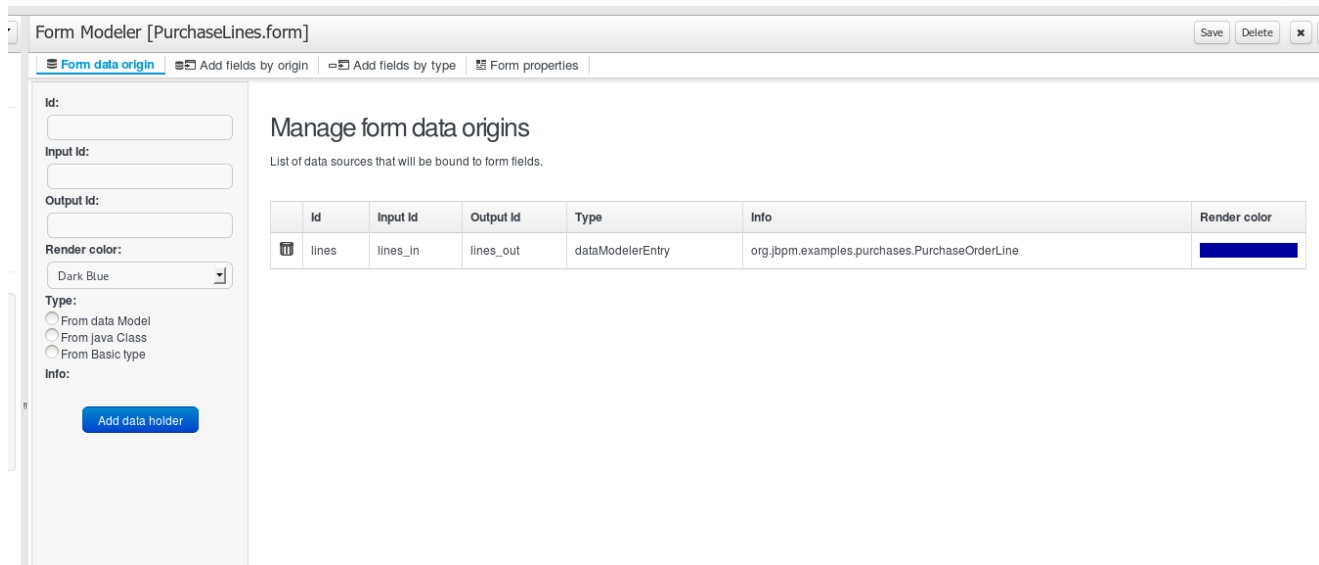 Form Modeler [PurchaseLines.form]
Save Delete
Form data origin Add fields by origin Add fields by type Form properties
Id:
Input Id:
Output Id:
Render color:
Dark Blue
Type:
From data Model
From java Class
From Basic type
Info:
Add data holder
Manage form data origins
List of data sources that will be bound to form fields.
Id Input Id Output Id Type Info Render color
lines lines_in lines_out dataModelerEntry org.jbpm.examples.purchases.PurchaseOrderLine